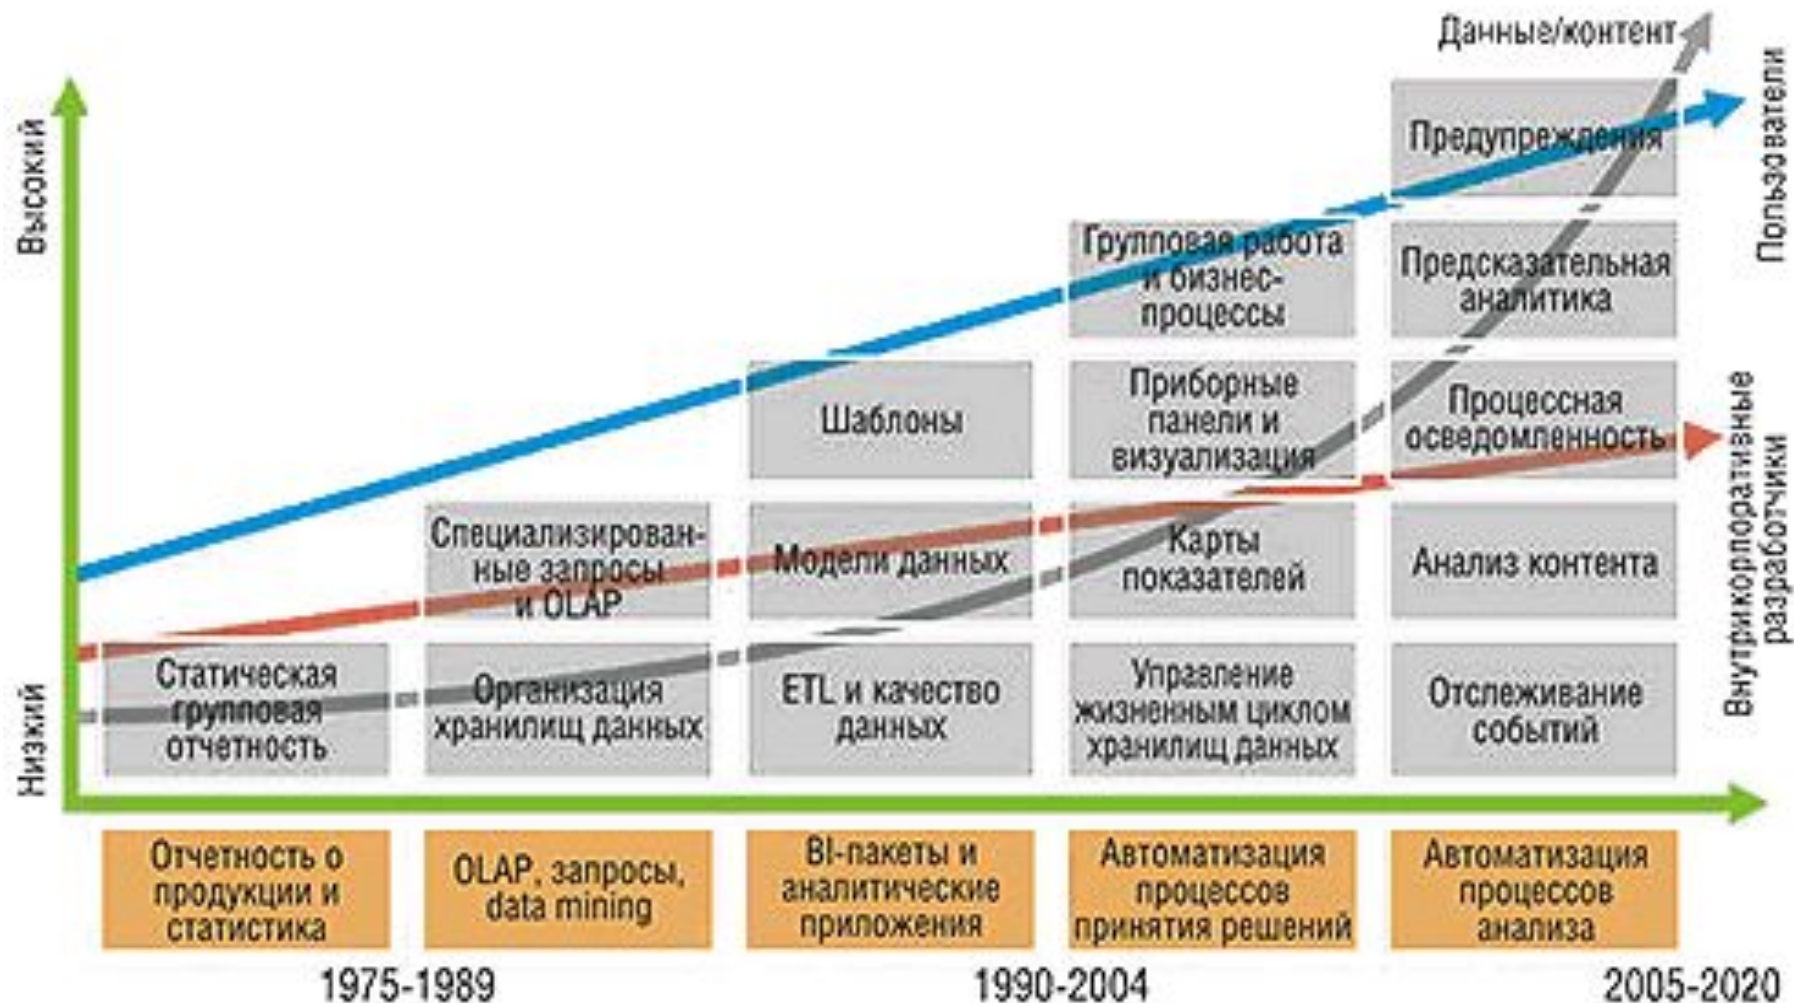 Данные/контент
Высокий
Низкий
Пользователи
Внутрикорпоративные
разработчики
Предупреждения
Групповая работа
и бизнес-
процессы
Предсказательная
аналитика
Шаблоны
Приборные
панели и
визуализация
Процессная
осведомленность
Специализирован-
ные запросы
и OLAP
Модели данных
Карты
показателей
Анализ контента
Статическая
групповая
отчетность
Организация
хранилищ данных
ETL и качество
данных
Управление
жизненным циклом
хранилищ данных
Отслеживание
событий
Отчетность о
продукции и
статистика
OLAP, запросы,
data mining
BI-пакеты и
аналитические
приложения
Автоматизация
процессов
принятия решений
Автоматизация
процессов
анализа
1975-1989
1990-2004
2005-2020